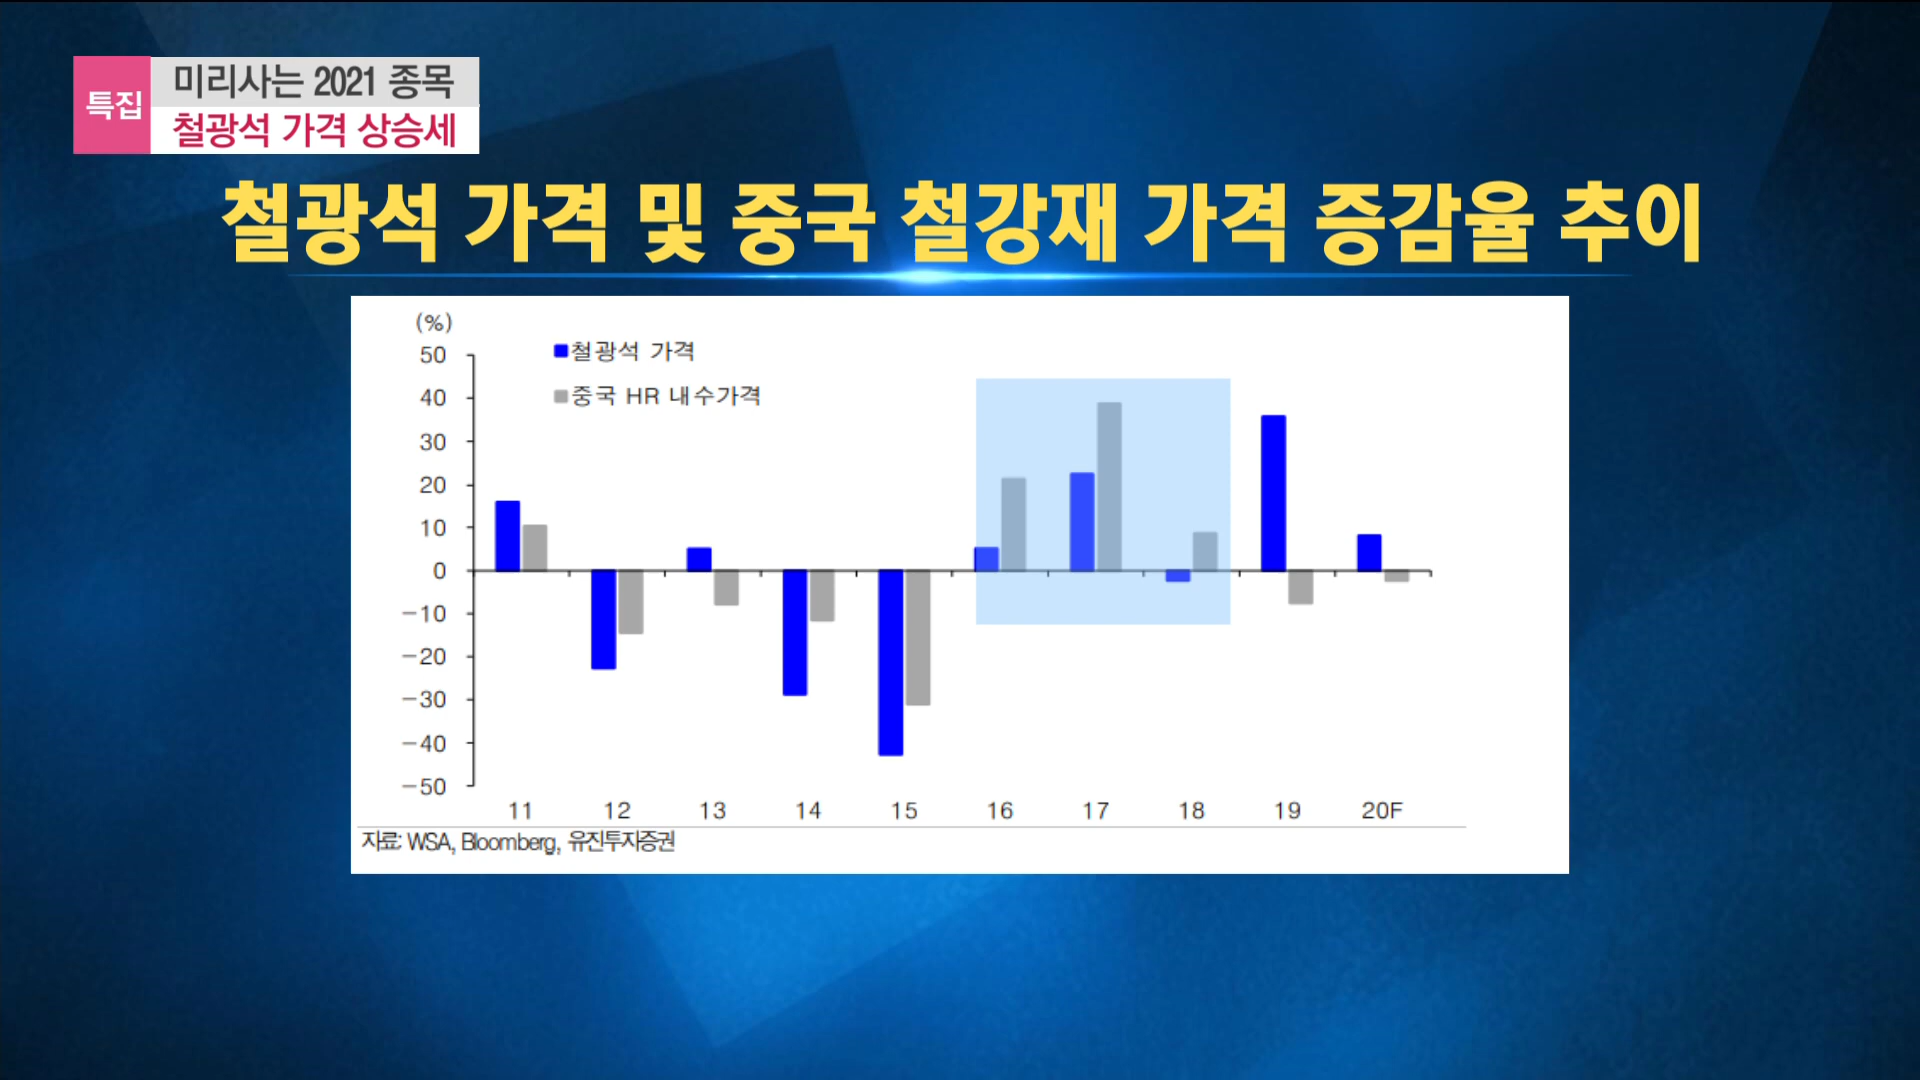 특집
미리사는 2021 종목
철광석 가격 상승세
철광석 가격 및 중국 철강재 가격 증감율 추이
(%)
철광석 가격
중국 HR 내수가격
50
40
30
20
10
0
-10
-20
-30
-40
-50
11 12 13 14 15 16 17 18 19 20F
자료: WSA, Bloomberg, 유진투자증권